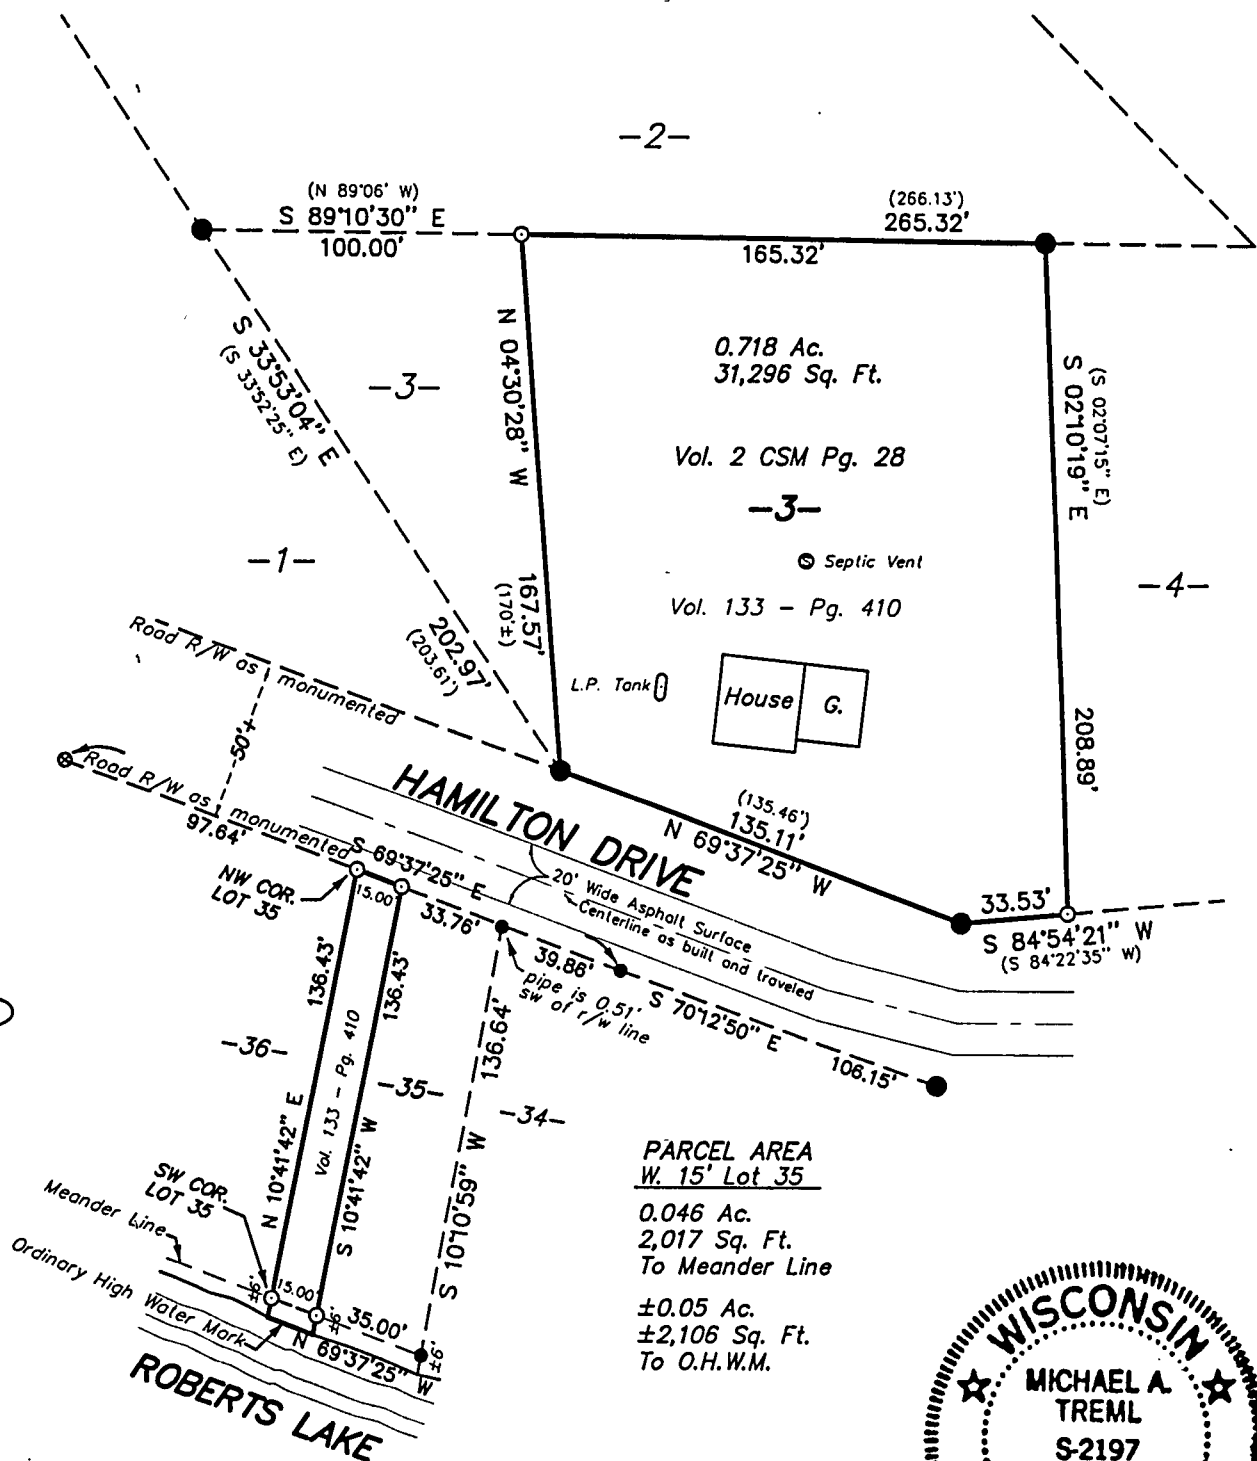 -2-
(N 89°06' W)
S 89°10'30" E
100.00'
(266.13')
265.32'
165.32'
N 04°30'28" W
167.57'
(170'±)
0.718 Ac.
31,296 Sq. Ft.
S 02°10'19" E
(S 02°07'15" E)
208.89'
S 33°53'04" E
(S 33°52'25" E)
202.97'
(203.61')
-3-
Vol. 2 CSM Pg. 28
-3-
Septic Vent
-1-
-4-
Vol. 133 - Pg. 410
L.P. Tank
House
G.
Road R/W as monumented
50'±
Road R/W as monumented
97.64'
HAMILTON DRIVE
(135.46')
135.11'
N 69°37'25" W
33.53'
S 84°54'21" W
(S 84°22'35" W)
S 69°37'25" E
NW COR.
LOT 35
15.00'
33.76'
20' Wide Asphalt Surface
Centerline as built and traveled
39.86'
pipe is 0.51'
sw of r/w line
S 70°12'50" E
106.15'
136.43'
136.43'
136.64'
-36-
Vol. 133 - Pg. 410
-35-
-34-
N 10°41'42" E
S 10°41'42" W
S 10°10'59" W
SW COR.
LOT 35
Meander Line
Ordinary High Water Mark
±6'
15.00'
±6'
35.00'
±6'
N 69°37'25" W
ROBERTS LAKE
PARCEL AREA
W. 15' Lot 35
0.046 Ac.
2,017 Sq. Ft.
To Meander Line
±0.05 Ac.
±2,106 Sq. Ft.
To O.H.W.M.
WISCONSIN
MICHAEL A.
TREML
S-2197